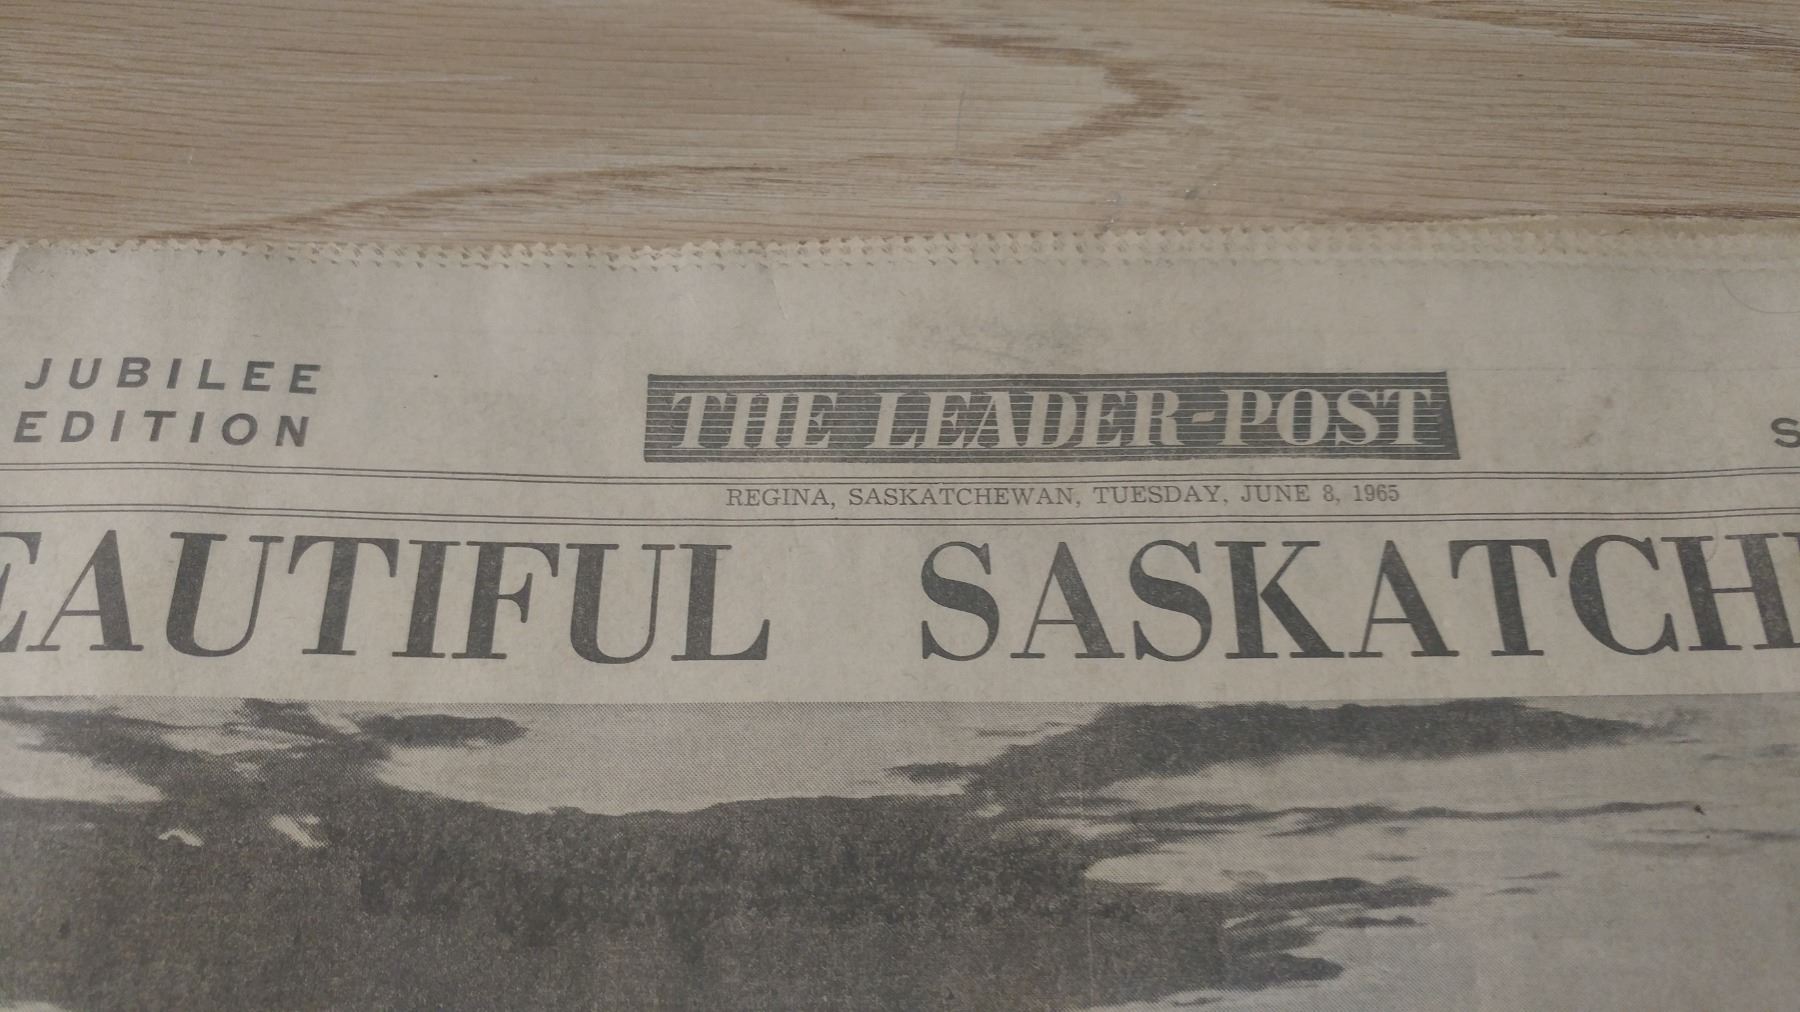 JUBILEE
EDITION
THE LEADER-POST
S
REGINA, SASKATCHEWAN, TUESDAY, JUNE 8, 1965
EAUTIFUL SASKATCH